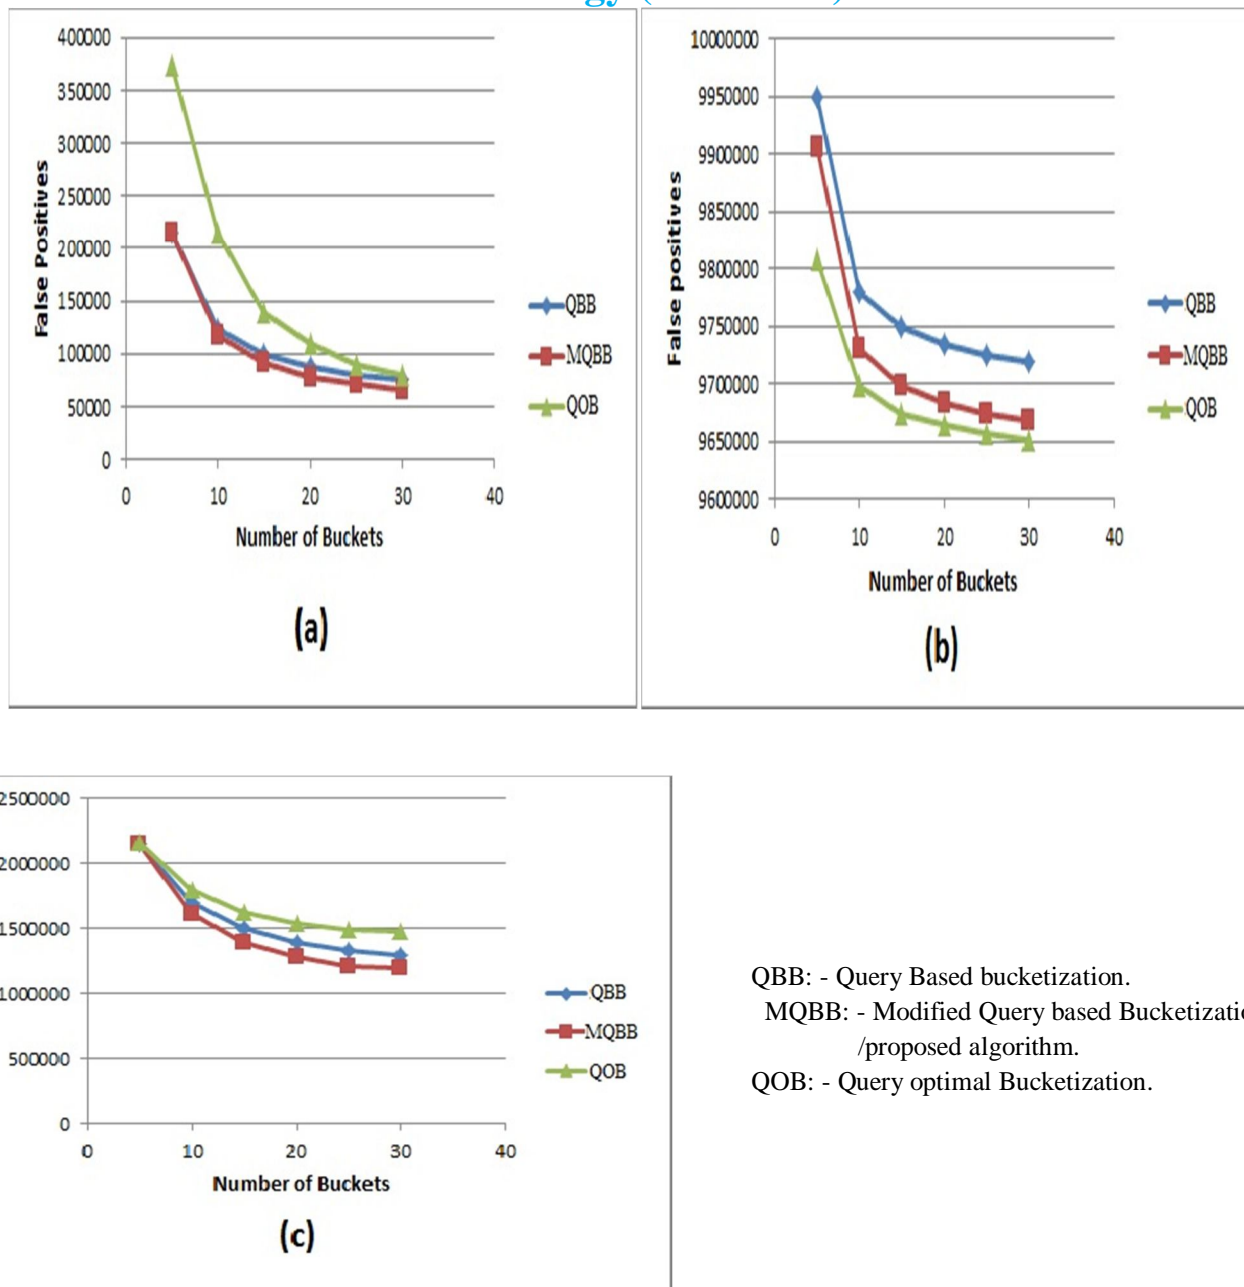 gy (
400000
350000
300000
250000
200000
150000
100000
50000
0
0 10 20 30 40
False Positives
Number of Buckets
QBB
MQBB
QOB
(a)
10000000
9950000
9900000
9850000
9800000
9750000
9700000
9650000
9600000
0 10 20 30 40
False positives
Number of Buckets
QBB
MQBB
QOB
(b)
2500000
2000000
1500000
1000000
500000
0
0 10 20 30 40
Number of Buckets
QBB
MQBB
QOB
(c)
QBB: - Query Based bucketization.
MQBB: - Modified Query based Bucketizatio
/proposed algorithm.
QOB: - Query optimal Bucketization.